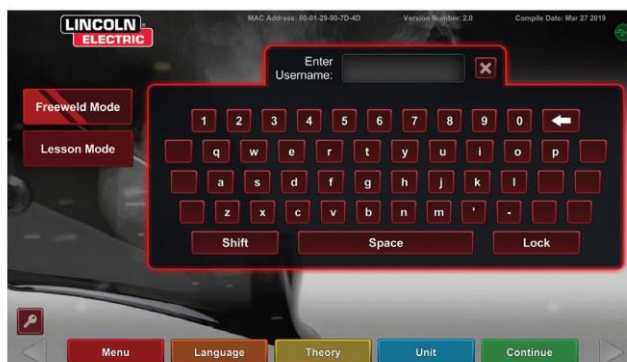 LINCOLN
ELECTRIC
MAC Address: 00-01-29-90-7D-4D Version Number: 2.0 Compile Date: Mar 27 2019
Enter
Username:
Freeweld Mode
Lesson Mode
1 2 3 4 5 6 7 8 9 0
q w e r t y u i o p
a s d f g h j k l
z x c v b n m ' -
Shift Space Lock
Menu Language Theory Unit Continue